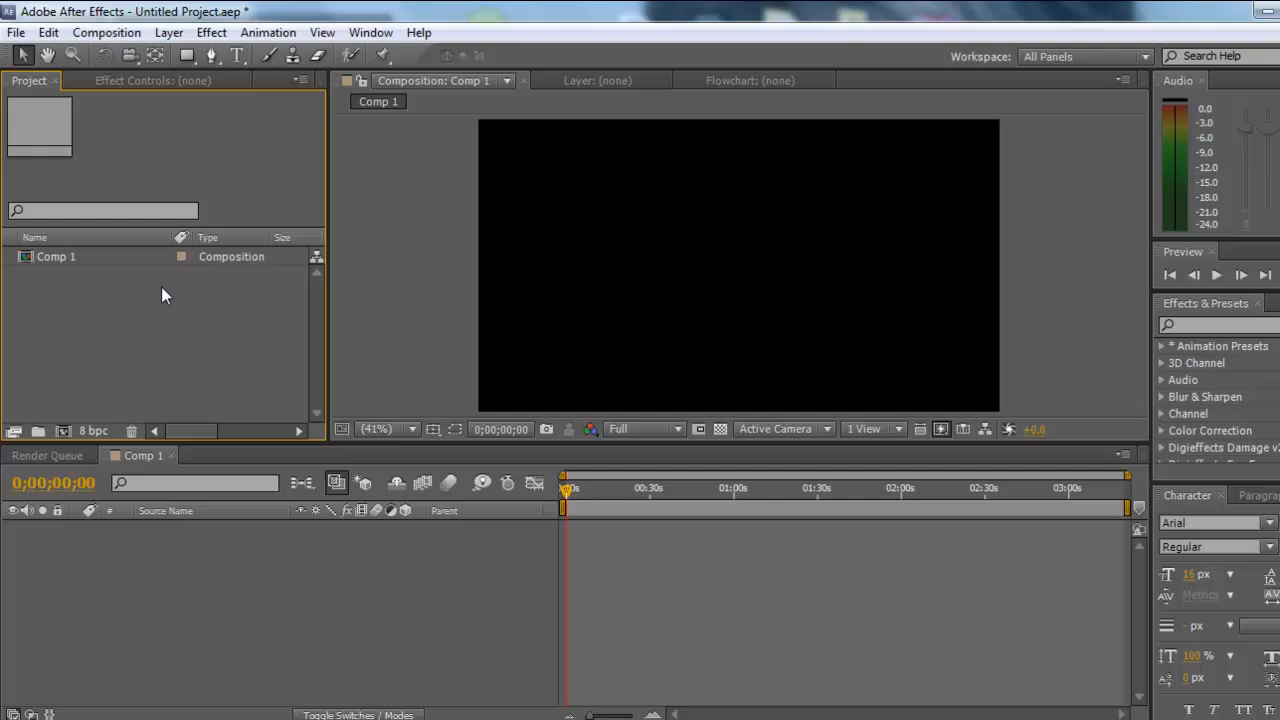 Adobe After Effects - Untitled Project.aep *
File Edit Composition Layer Effect Animation View Window Help
Workspace: All Panels Search Help
Project Effect Controls: (none)
Composition: Comp 1 Layer: (none) Flowchart: (none)
Comp 1
Audio
0.0
-3.0
-6.0
-9.0
-12.0
-15.0
-18.0
-21.0
-24.0
Name Type Size
Comp 1 Composition
Preview
Effects & Presets
* Animation Presets
3D Channel
Audio
Blur & Sharpen
Channel
Color Correction
Digieffects Damage v2
8 bpc
(41%) 0;00;00;00 Full Active Camera 1 View +0.0
Render Queue Comp 1
0;00;00;00
00:30s 01:00s 01:30s 02:00s 02:30s 03:00s
# Source Name fx Parent
Character Paragra
Arial
Regular
16 px
Metrics
- px
100 %
0 px
T T TT Tr
Toggle Switches / Modes